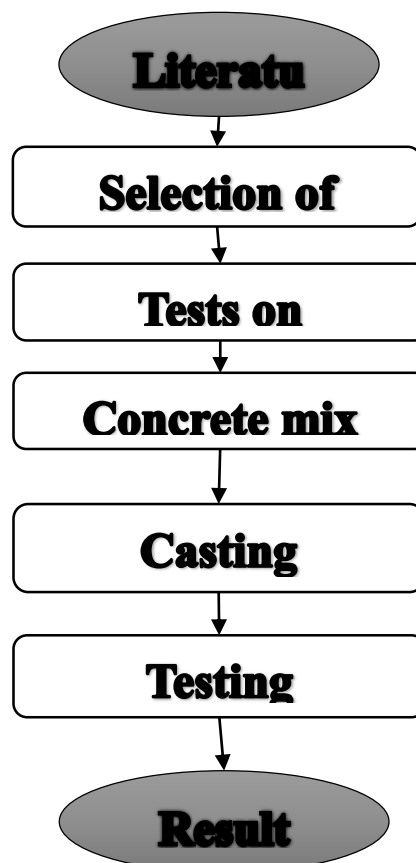 Literatu
Selection of
Tests on
Concrete mix
Casting
Testing
Result